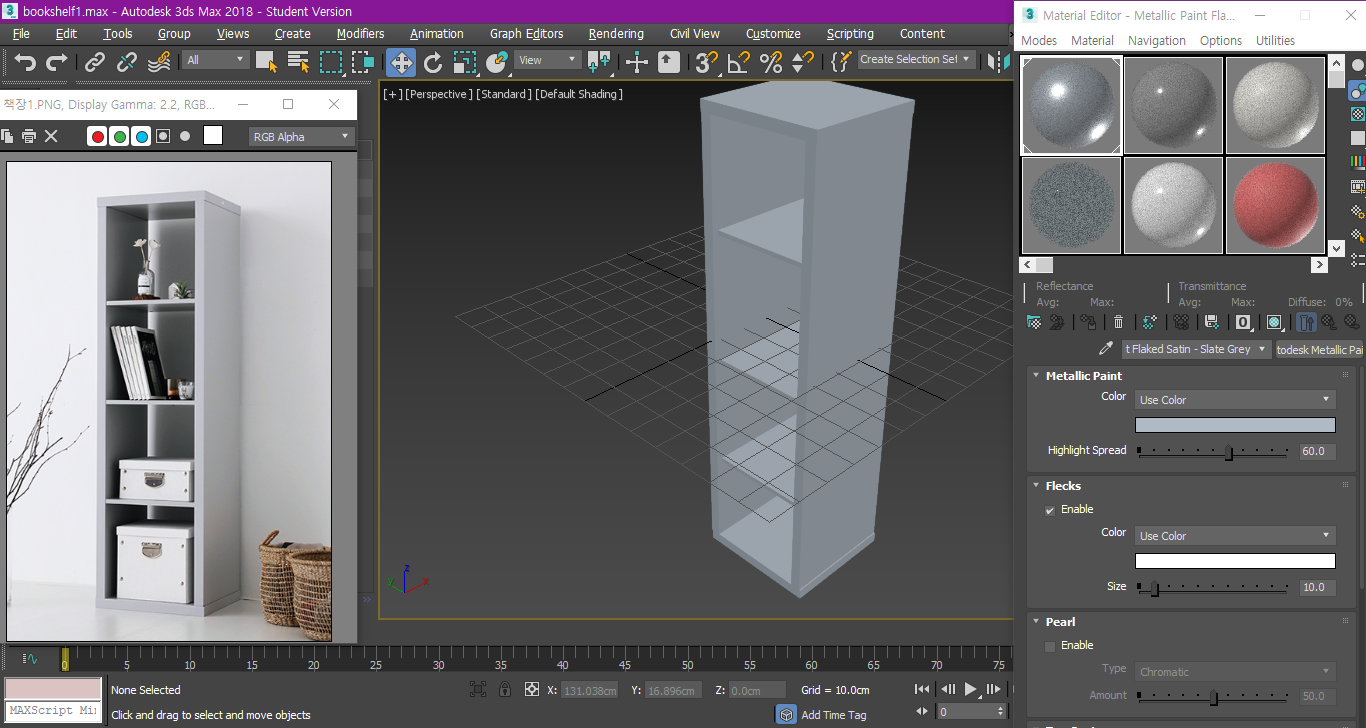 bookshelf1.max - Autodesk 3ds Max 2018 - Student Version
File Edit Tools Group Views Create Modifiers Animation Graph Editors Rendering Civil View Customize Scripting Content
All View Create Selection Set
책장1.PNG, Display Gamma: 2.2, RGB...
RGB Alpha
[+] [Perspective ] [Standard ] [Default Shading ]
z
y x
Material Editor - Metallic Paint Fla...
Modes Material Navigation Options Utilities
Reflectance Transmittance
Avg: Max: Avg: Max: Diffuse: 0%
t Flaked Satin - Slate Grey todesk Metallic Pai
Metallic Paint
Color Use Color
Highlight Spread 60.0
Flecks
Enable
Color Use Color
Size 10.0
Pearl
Enable
Type Chromatic
Amount 50.0
0 5 10 15 20 25 30 35 40 45 50 55 60 65 70 75
None Selected X: 131.038cm Y: 16.896cm Z: 0.0cm Grid = 10.0cm
MAXScript Mi
Click and drag to select and move objects Add Time Tag 0